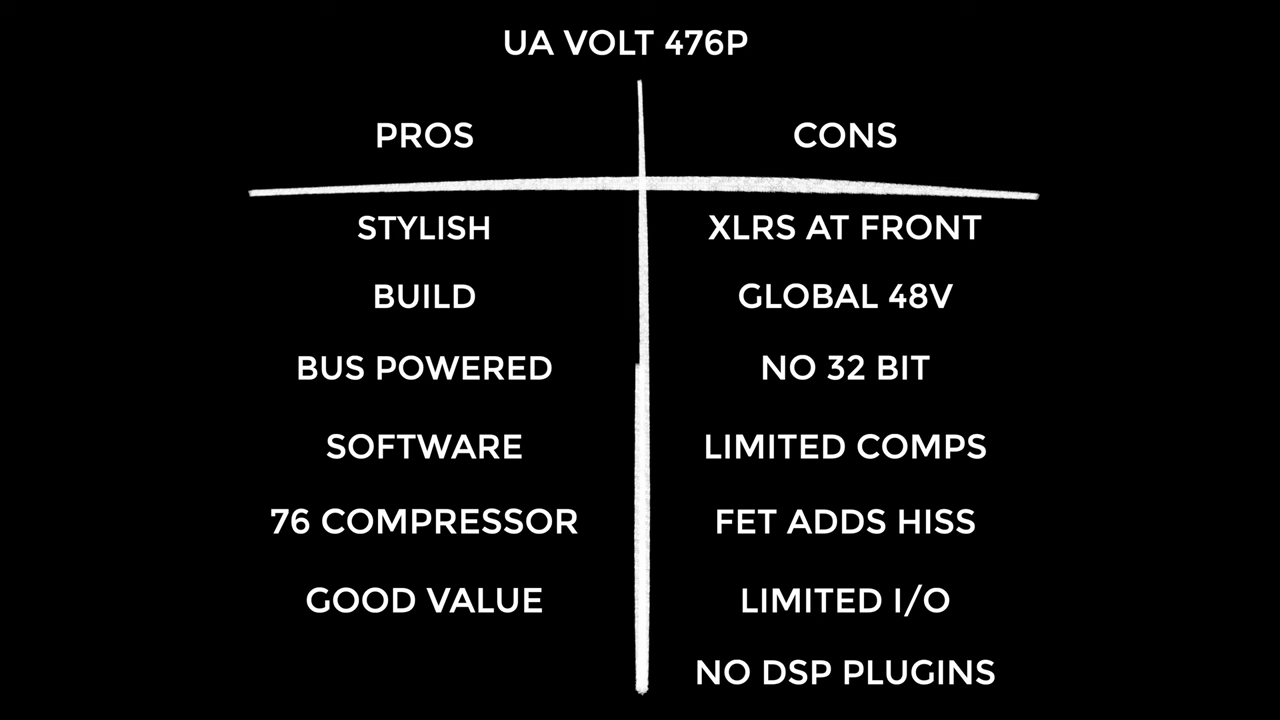 UA VOLT 476P
PROS
CONS
STYLISH
XLRS AT FRONT
BUILD
GLOBAL 48V
BUS POWERED
NO 32 BIT
SOFTWARE
LIMITED COMPS
76 COMPRESSOR
FET ADDS HISS
GOOD VALUE
LIMITED I/O
NO DSP PLUGINS